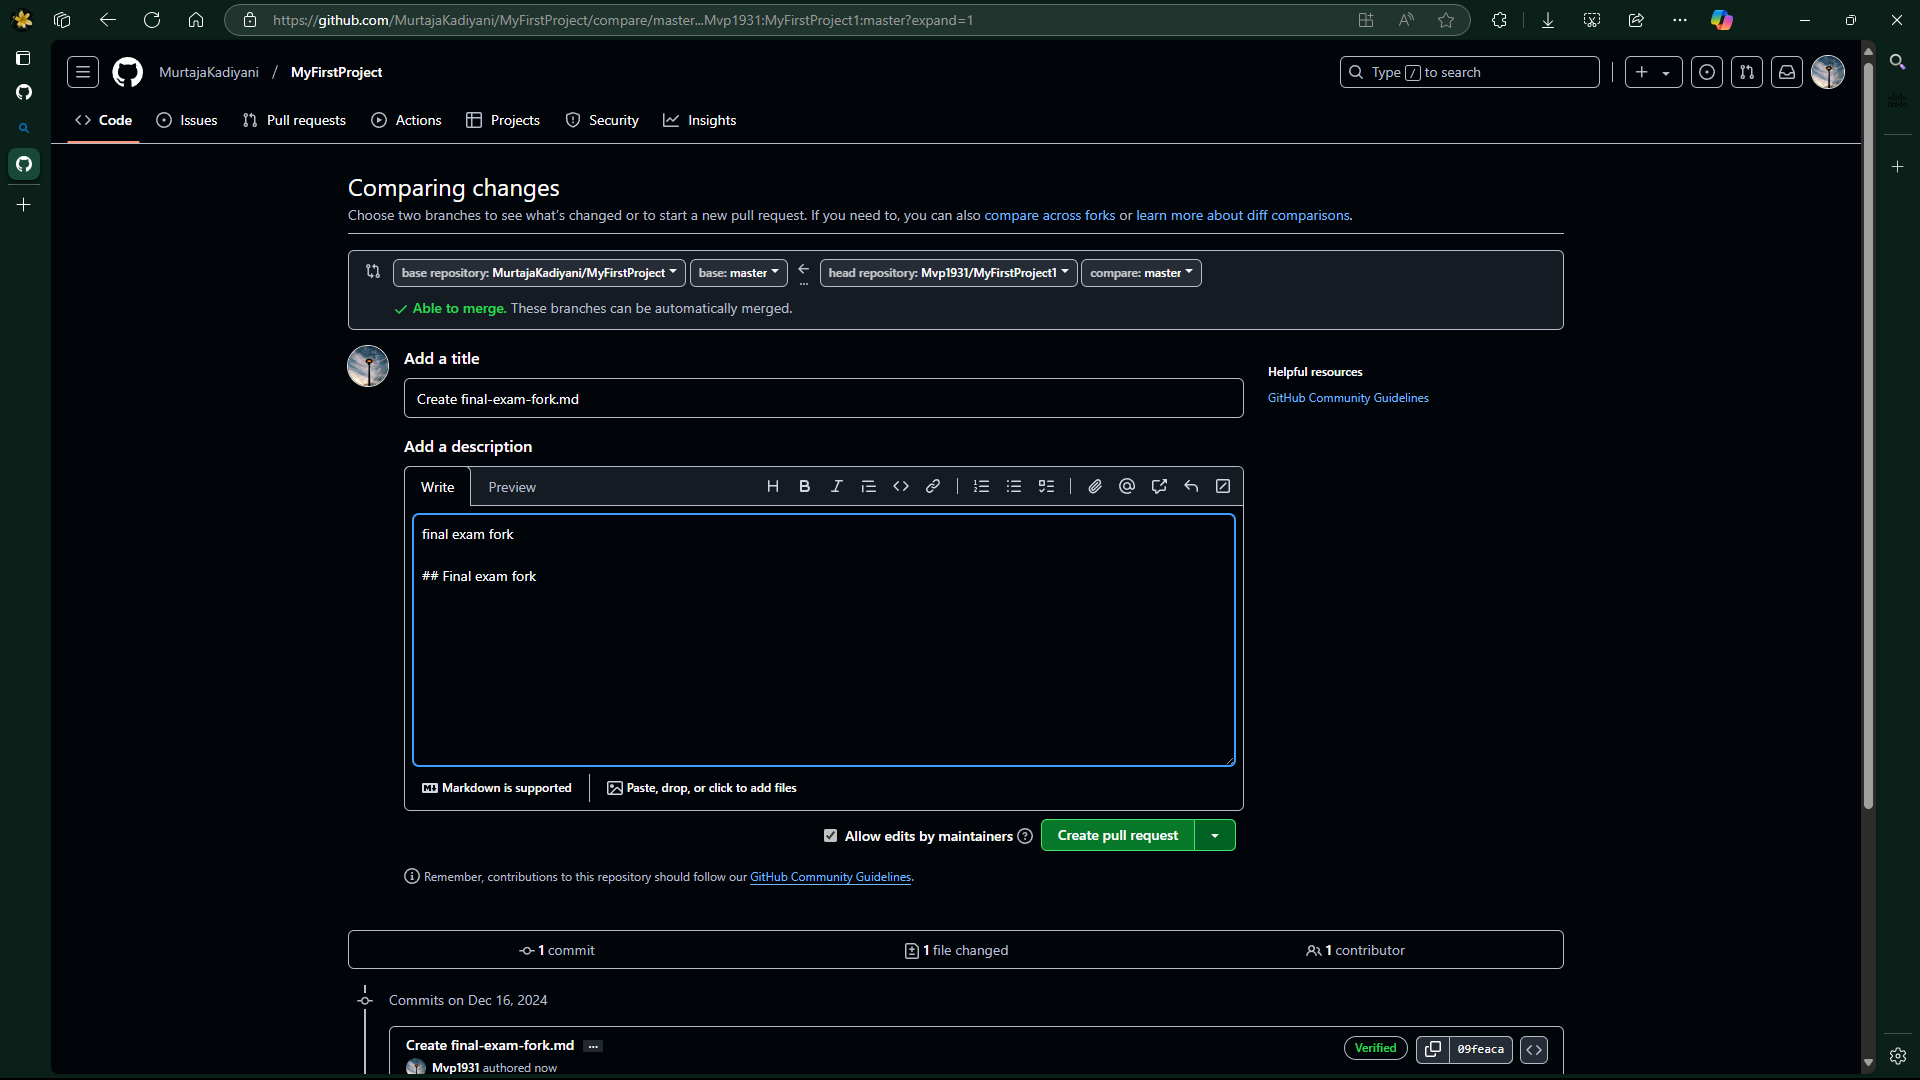 https://github.com/MurtajaKadiyani/MyFirstProject/compare/master...Mvp1931:MyFirstProject1:master?expand=1
MurtajaKadiyani / MyFirstProject
Type / to search
Code Issues Pull requests Actions Projects Security Insights
Comparing changes
Choose two branches to see what's changed or to start a new pull request. If you need to, you can also compare across forks or learn more about diff comparisons.
base repository: MurtajaKadiyani/MyFirstProject base: master ... head repository: Mvp1931/MyFirstProject1 compare: master
Able to merge. These branches can be automatically merged.
Add a title
Helpful resources
Create final-exam-fork.md
GitHub Community Guidelines
Add a description
Write Preview
final exam fork
## Final exam fork
Markdown is supported
Paste, drop, or click to add files
Allow edits by maintainers Create pull request
Remember, contributions to this repository should follow our GitHub Community Guidelines.
1 commit 1 file changed 1 contributor
Commits on Dec 16, 2024
Create final-exam-fork.md ... Verified 09feaca
Mvp1931 authored now